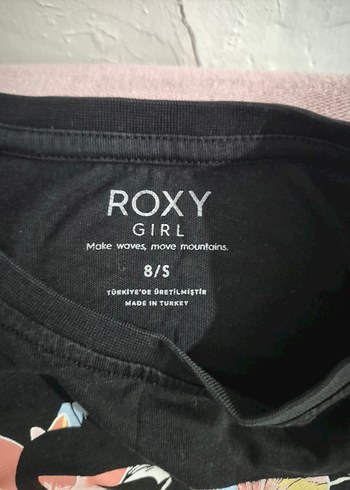 ROXY
GIRL
Make waves, move mountains.
8/S
TÜRKİYE'DE ÜRETİLMİŞTİR
MADE IN TURKEY